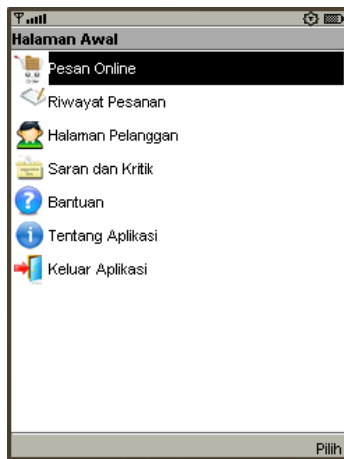 Halaman Awal
Pesan Online
Riwayat Pesanan
Halaman Pelanggan
Saran dan Kritik
Bantuan
Tentang Aplikasi
Keluar Aplikasi
Pilih